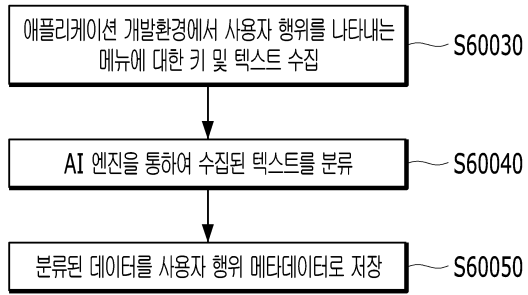 애플리케이션 개발환경에서 사용자 행위를 나타내는
메뉴에 대한 키 및 텍스트 수집
S60030
AI 엔진을 통하여 수집된 텍스트를 분류
S60040
분류된 데이터를 사용자 행위 메타데이터로 저장
S60050